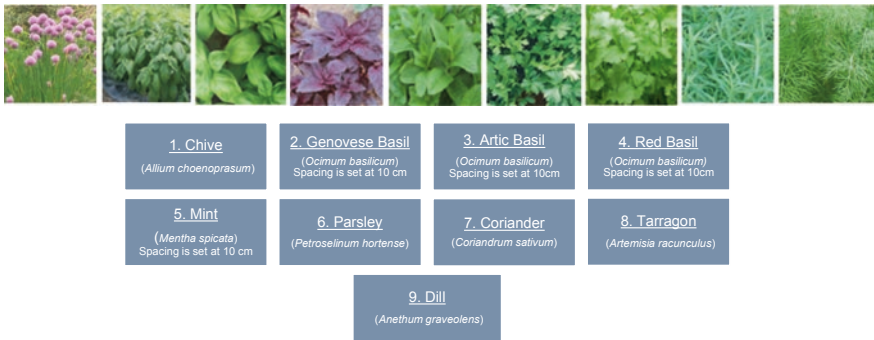 1. Chive
(Allium choenoprasum)
2. Genovese Basil
(Ocimum basilicum)
Spacing is set at 10 cm
3. Artic Basil
(Ocimum basilicum)
Spacing is set at 10cm
4. Red Basil
(Ocimum basilicum)
Spacing is set at 10cm
5. Mint
(Mentha spicata)
Spacing is set at 10 cm
6. Parsley
(Petroselinum hortense)
7. Coriander
(Coriandrum sativum)
8. Tarragon
(Artemisia racunculus)
9. Dill
(Anethum graveolens)